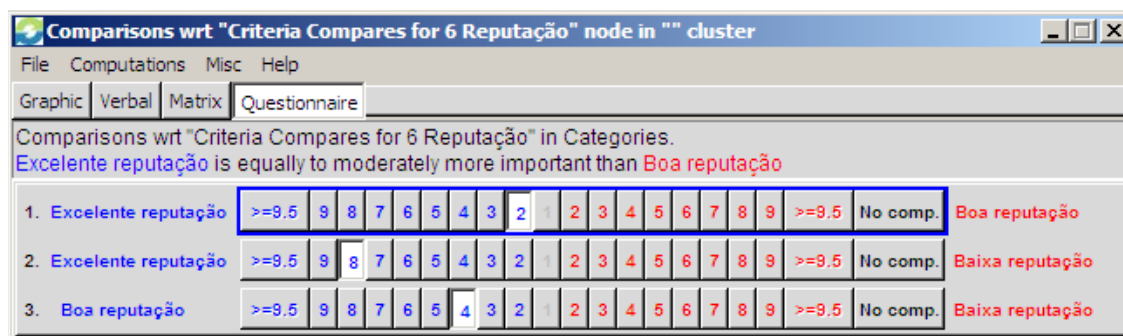 Comparisons wrt "Criteria Compares for 6 Reputação" node in "" cluster
File Computations Misc Help
Graphic Verbal Matrix Questionnaire
Comparisons wrt "Criteria Compares for 6 Reputação" in Categories.
Excelente reputação is equally to moderately more important than Boa reputação
1. Excelente reputação >=9.5 9 8 7 6 5 4 3 2 1 2 3 4 5 6 7 8 9 >=9.5 No comp. Boa reputação
2. Excelente reputação >=9.5 9 8 7 6 5 4 3 2 1 2 3 4 5 6 7 8 9 >=9.5 No comp. Baixa reputação
3. Boa reputação >=9.5 9 8 7 6 5 4 3 2 1 2 3 4 5 6 7 8 9 >=9.5 No comp. Baixa reputação